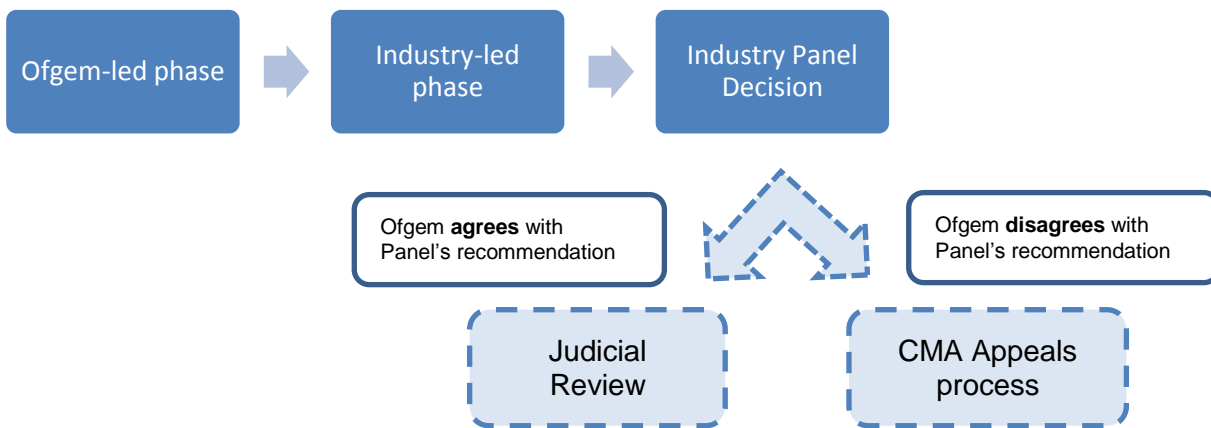 Ofgem-led phase
Industry-led
phase
Industry Panel
Decision
Ofgem agrees with
Panel's recommendation
Ofgem disagrees with
Panel's recommendation
Judicial
Review
CMA Appeals
process